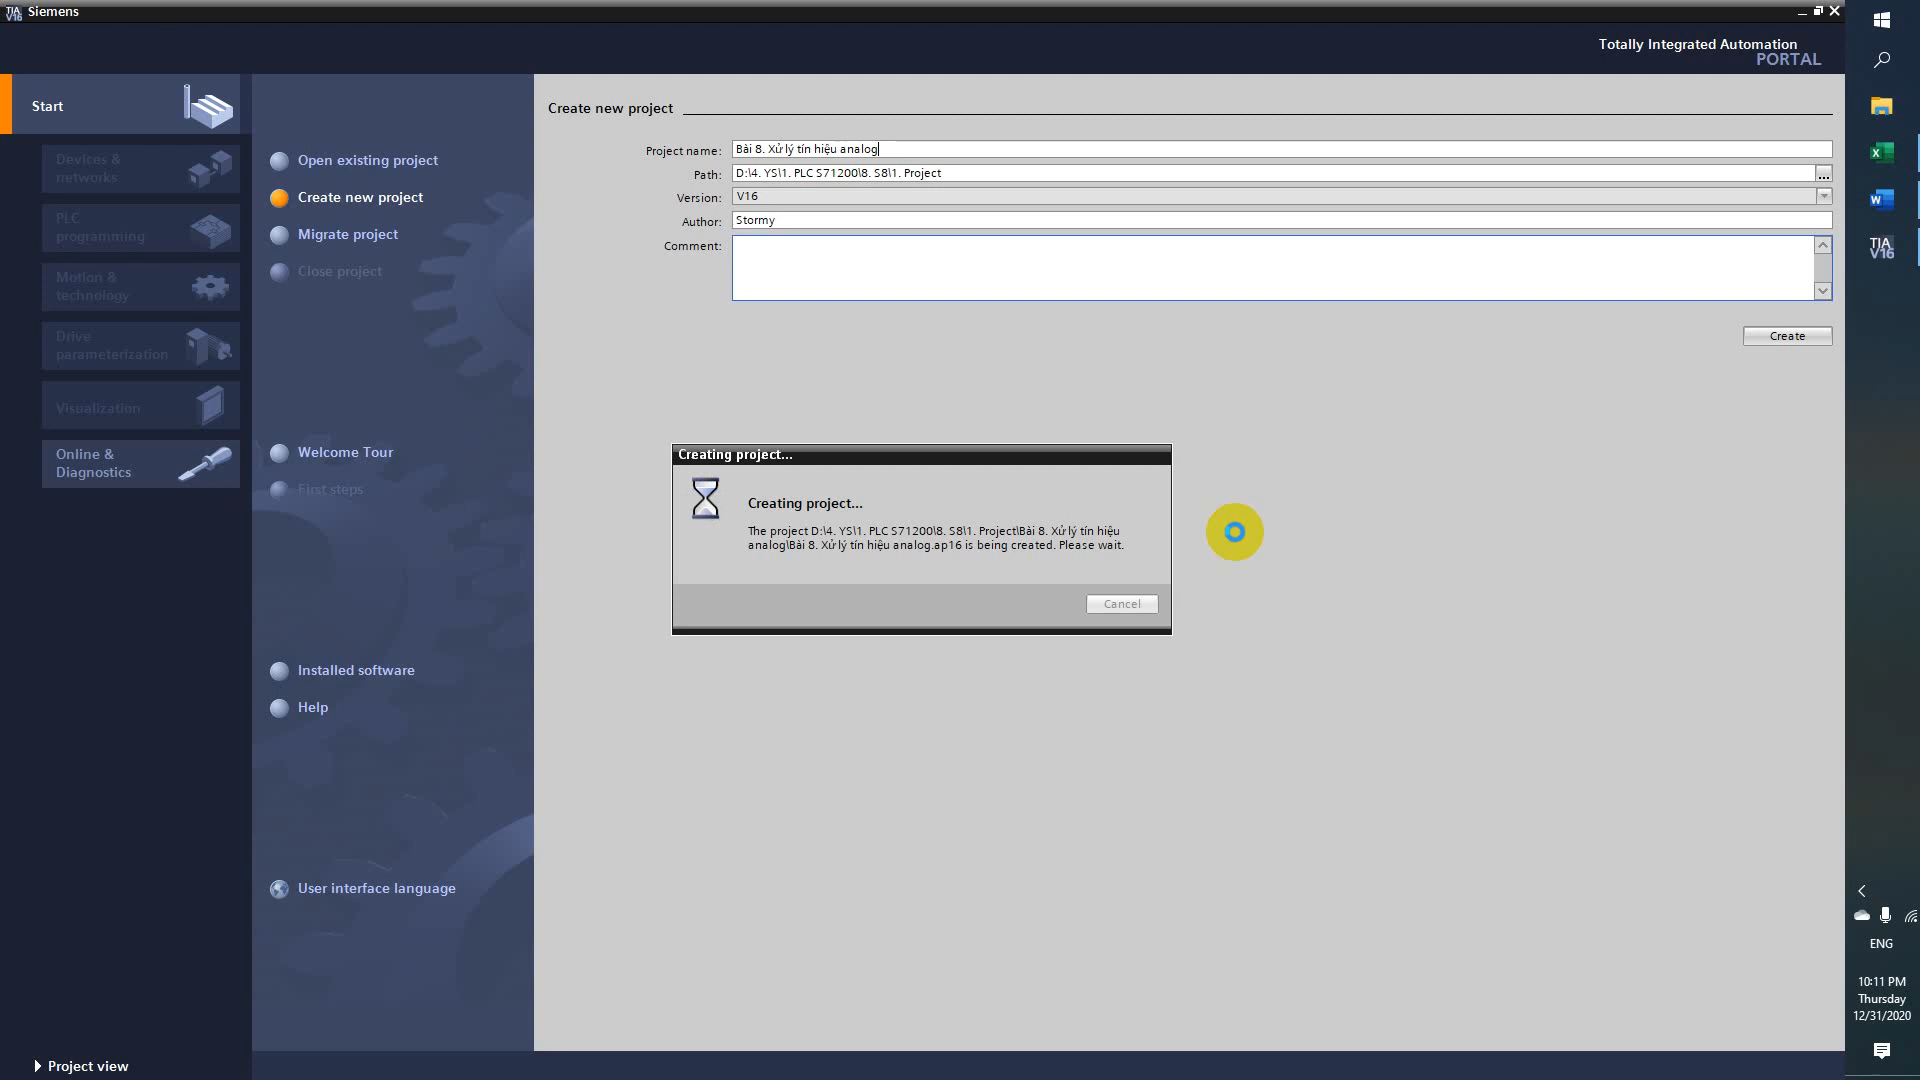 TIA
V16
Siemens
Totally Integrated Automation
PORTAL
Start
Devices &
networks
PLC
programming
Motion &
technology
Drive
parameterization
Visualization
Online &
Diagnostics
Open existing project
Create new project
Migrate project
Close project
Welcome Tour
First steps
Installed software
Help
User interface language
Create new project
Project name: Bài 8. Xử lý tín hiệu analog
Path: D:\4. YS\1. PLC S71200\8. S8\1. Project
...
Version: V16
Author: Stormy
Comment:
Create
Creating project...
Creating project...
The project D:\4. YS\1. PLC S71200\8. S8\1. Project\Bài 8. Xử lý tín hiệu
analog\Bài 8. Xử lý tín hiệu analog.ap16 is being created. Please wait.
Cancel
Project view
TIA
V16
ENG
10:11 PM
Thursday
12/31/2020